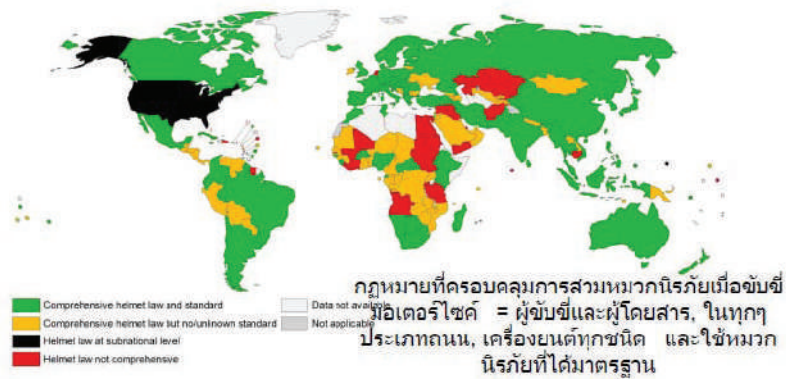 กฎหมายที่ครอบคลุมการสวมหมวกนิรภัยเมื่อขับขี่
มอเตอร์ไซค์ = ผู้ขับขี่และผู้โดยสาร, ในทุกๆ
ประเภทถนน, เครื่องยนต์ทุกชนิด และใช้หมวก
นิรภัยที่ได้มาตรฐาน
Comprehensive helmet law and standard
Comprehensive helmet law but no/unknown standard
Helmet law at subnational level
Helmet law not comprehensive
Data not available
Not applicable